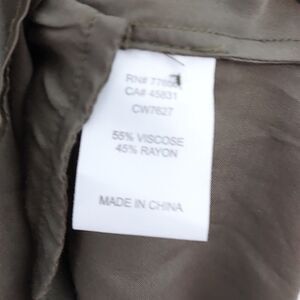 RN#
CA# 45831
CW7627
55% VISCOSE
45% RAYON
MADE IN CHINA